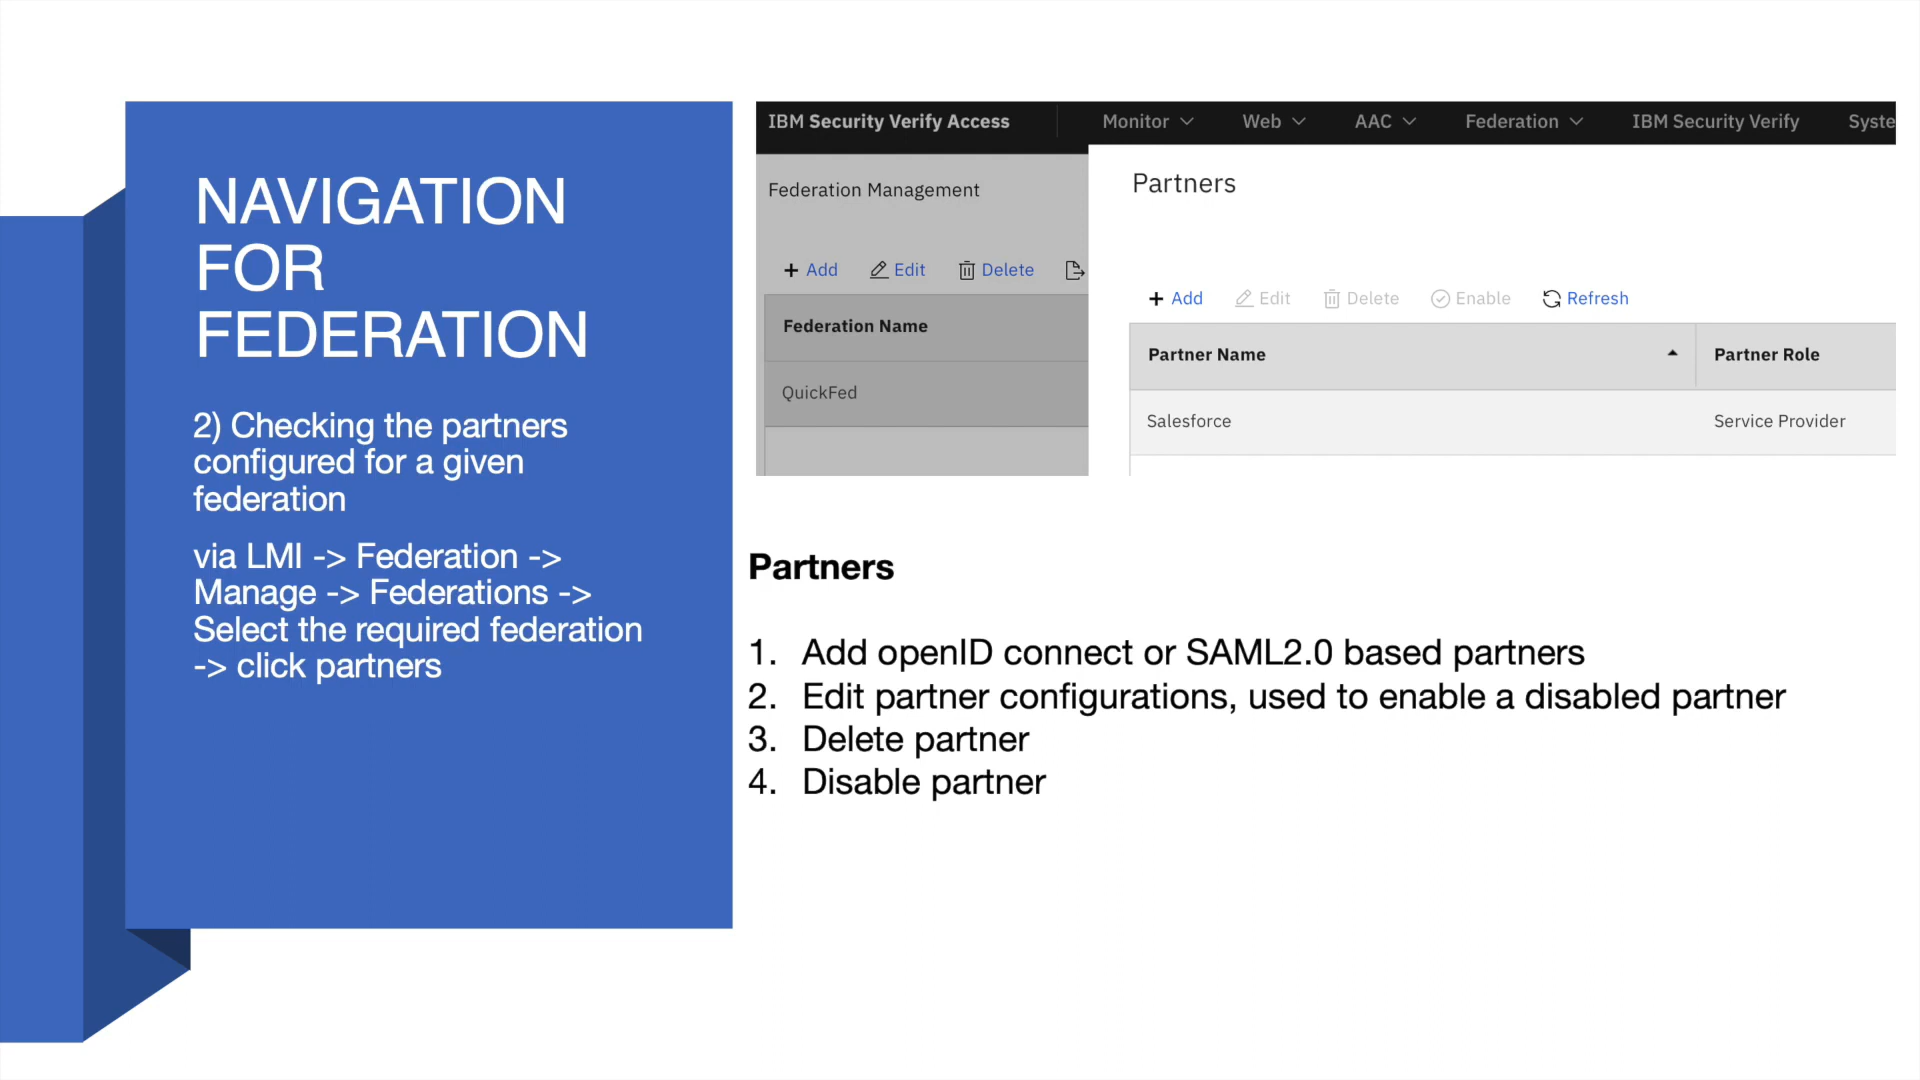 NAVIGATION
FOR
FEDERATION
2) Checking the partners
configured for a given
federation
via LMI -> Federation ->
Manage -> Federations ->
Select the required federation
-> click partners
IBM Security Verify Access
Monitor
Web
AAC
Federation
IBM Security Verify
Syste
Federation Management
Add
Edit
Delete
Federation Name
QuickFed
Partners
Add
Edit
Delete
Enable
Refresh
Partner Name
Partner Role
Salesforce
Service Provider
Partners
1. Add openID connect or SAML2.0 based partners
2. Edit partner configurations, used to enable a disabled partner
3. Delete partner
4. Disable partner